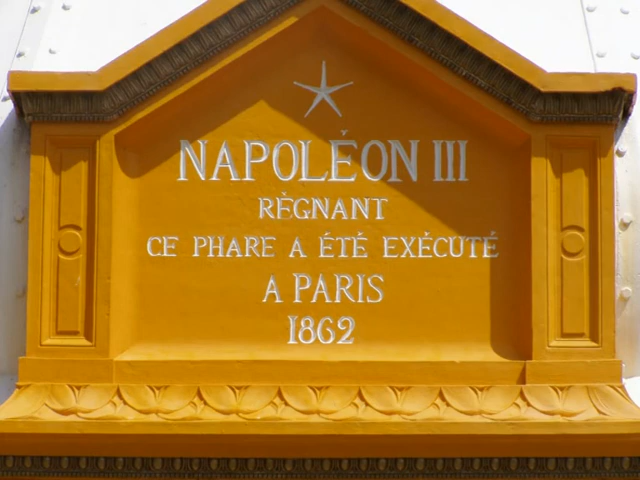 NAPOLÉON III
RÉGNANT
CE PHARE A ÉTÉ EXÉCUTÉ
A PARIS
1862